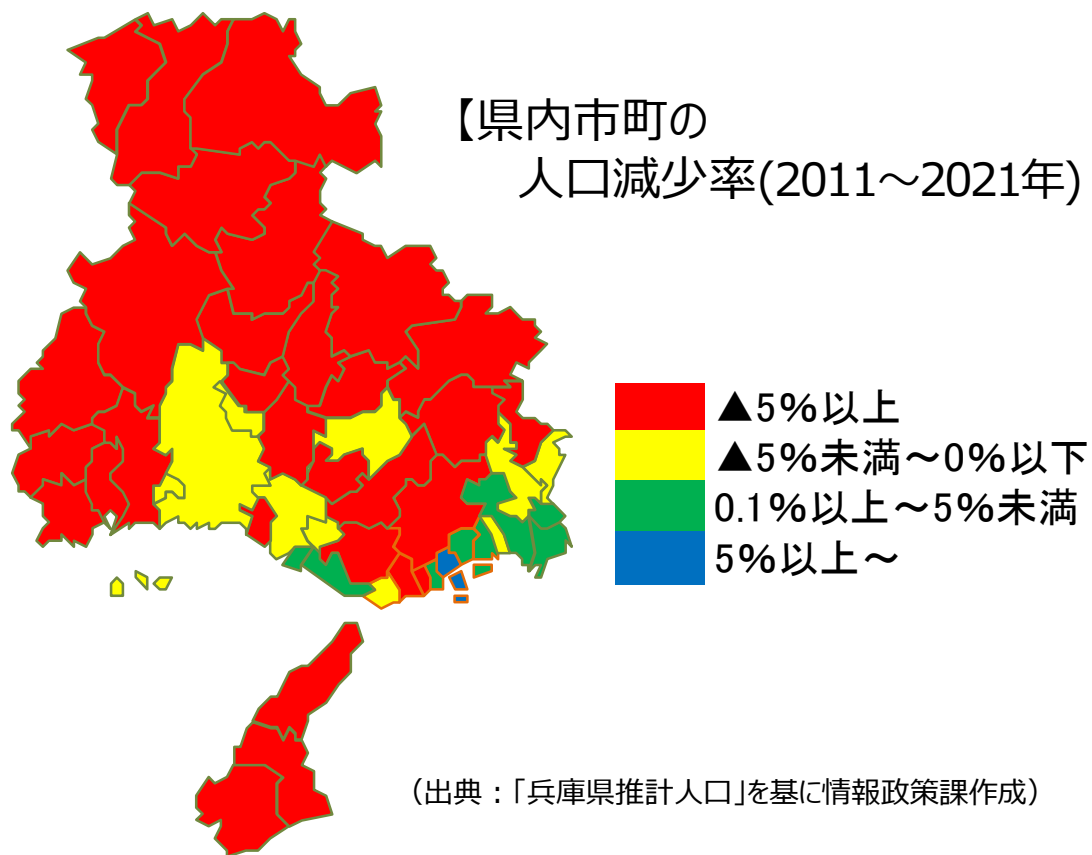 【県内市町の
人口減少率(2011～2021年)
▲5%以上
▲5%未満～0%以下
0.1%以上～5%未満
5%以上～
（出典：「兵庫県推計人口」を基に情報政策課作成）